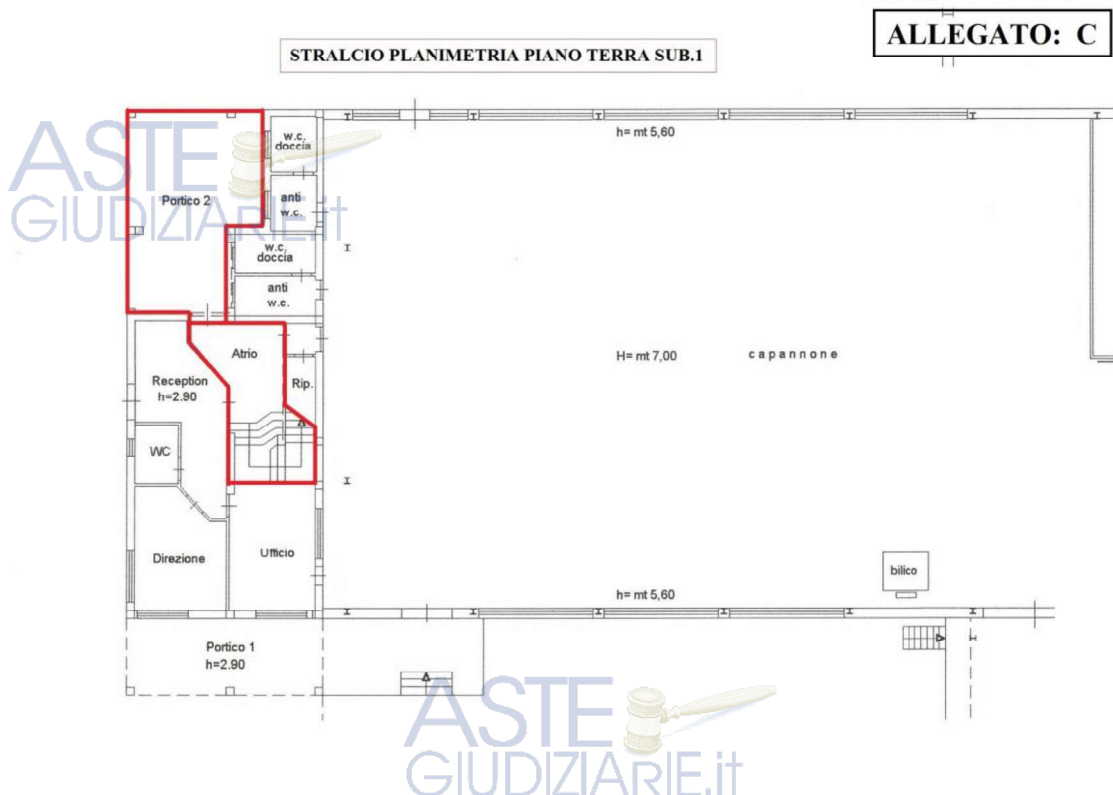 ALLEGATO: C
STRALCIO PLANIMETRIA PIANO TERRA SUB.1
h= mt 5,60
w.c.
doccia
ASTE
GIUDIZIARIE.it
Portico 2
anti
w.c.
w.c.
doccia
anti
w.c.
Atrio
H= mt 7,00
capannone
Reception
h=2.90
Rip.
WC
Direzione
Ufficio
bilico
h= mt 5,60
Portico 1
h=2.90
ASTE
GIUDIZIARIE.it